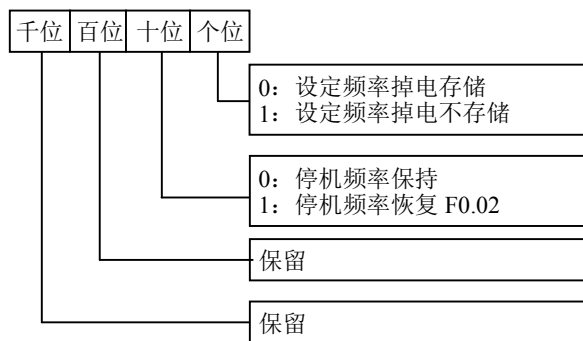 千位 百位 十位 个位
0：设定频率掉电存储
1：设定频率掉电不存储
0：停机频率保持
1：停机频率恢复 F0.02
保留
保留